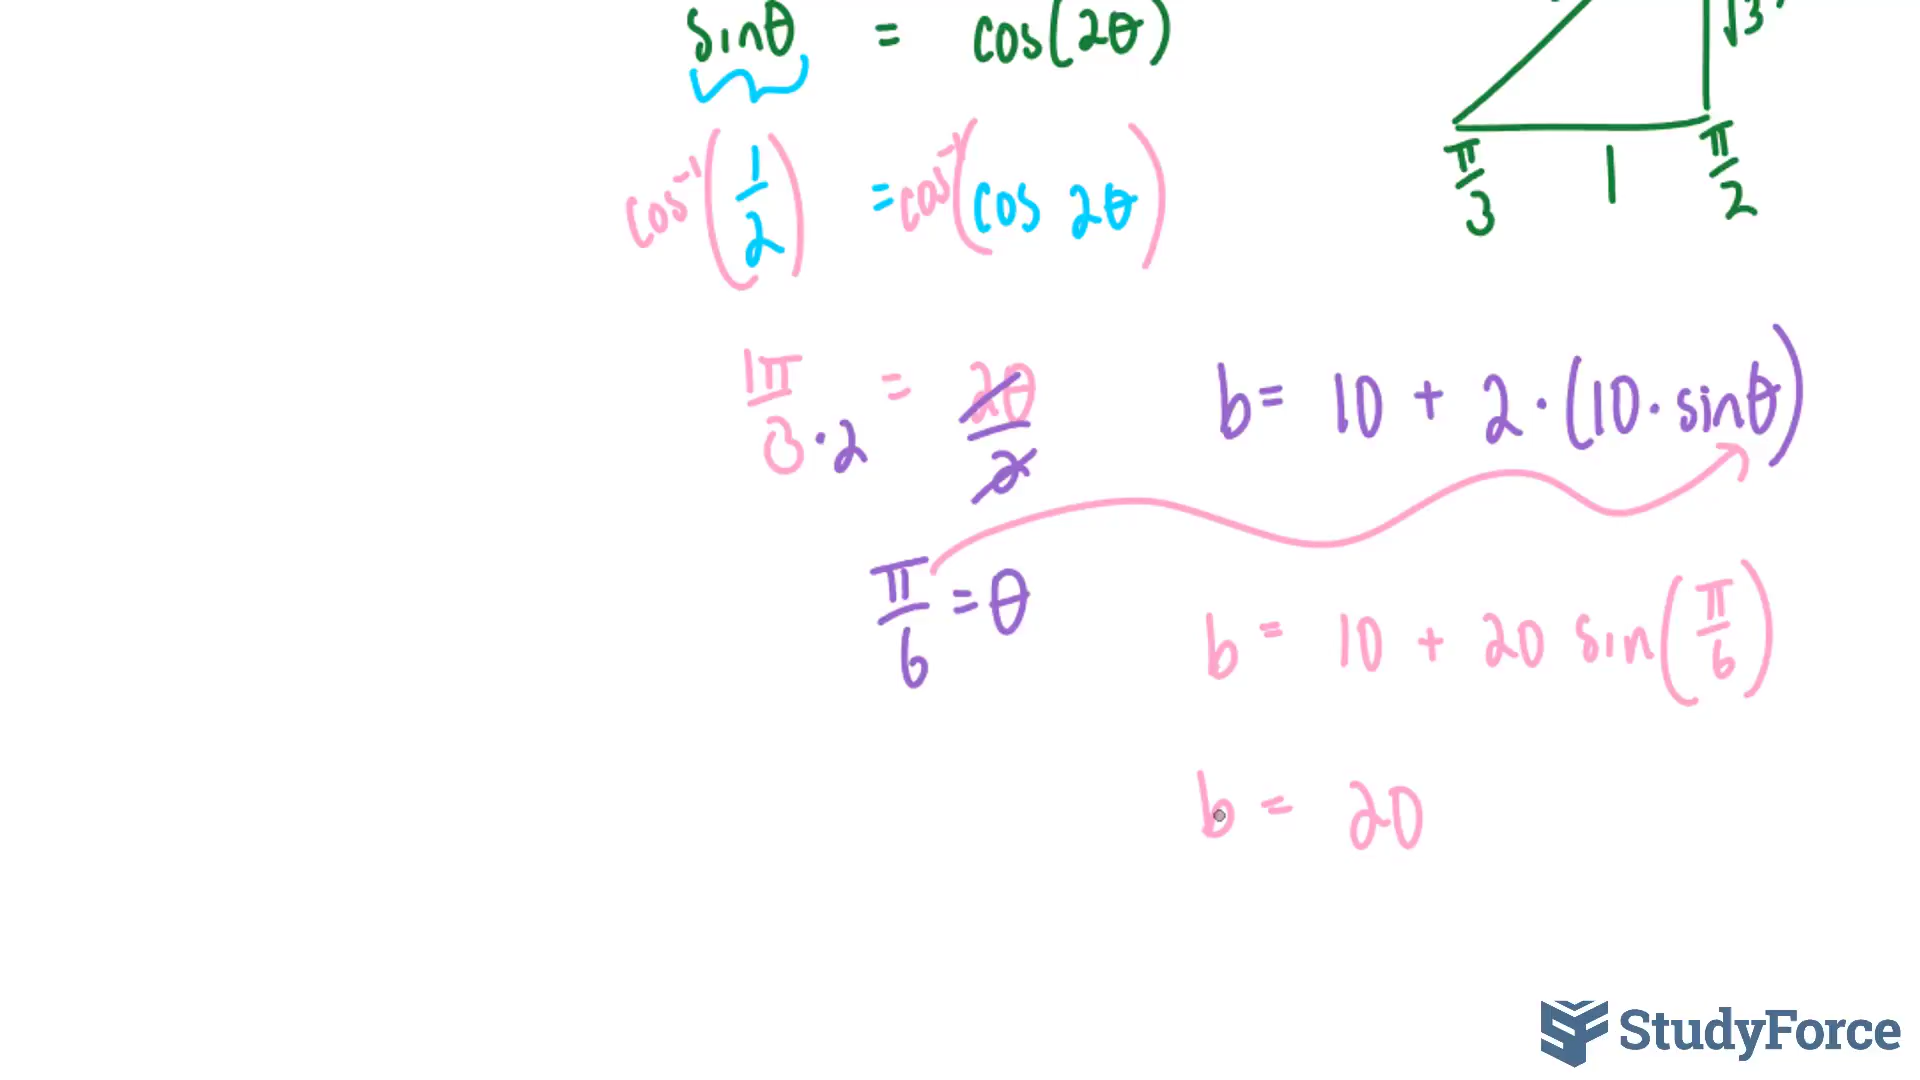 sinθ = cos(2θ)
√3
π/3 1 π/2
cos⁻¹(1/2) = cos⁻¹(cos 2θ)
1π/3·2 = 2θ/2
b = 10 + 2·(10·sinθ)
π/6 = θ
b = 10 + 20 sin(π/6)
b = 20
StudyForce